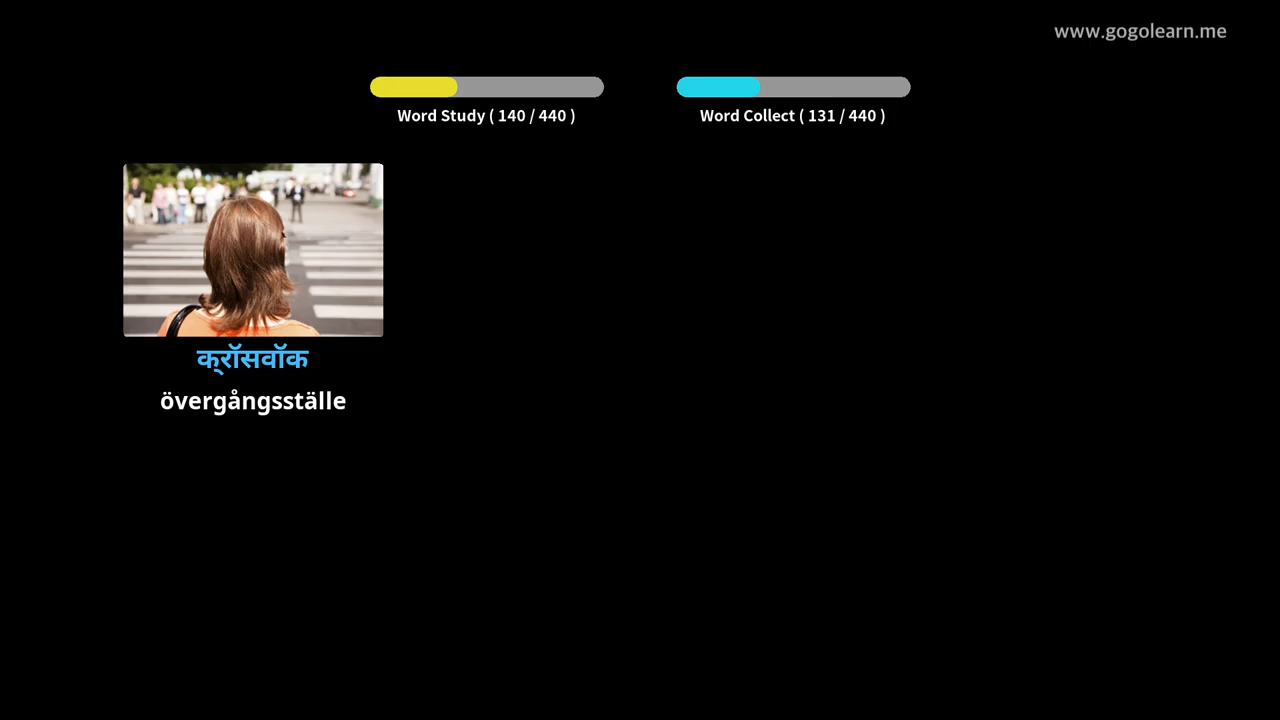 www.gogolearn.me
Word Study ( 140 / 440 )
Word Collect ( 131 / 440 )
क्रॉसवॉक
övergångsställe